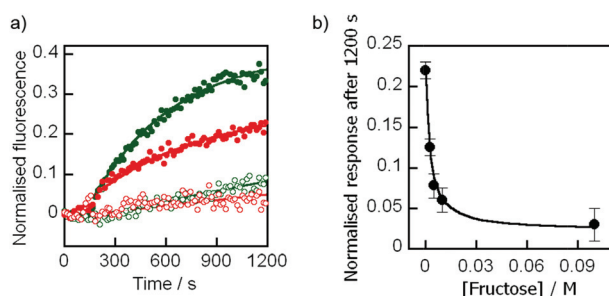 a)
Normalised fluorescence
0.4
0.3
0.2
0.1
0
0 300 600 900 1200
Time / s
b)
Normalised response after 1200 s
0.25
0.2
0.15
0.1
0.05
0
0 0.03 0.06 0.09
[Fructose] / M